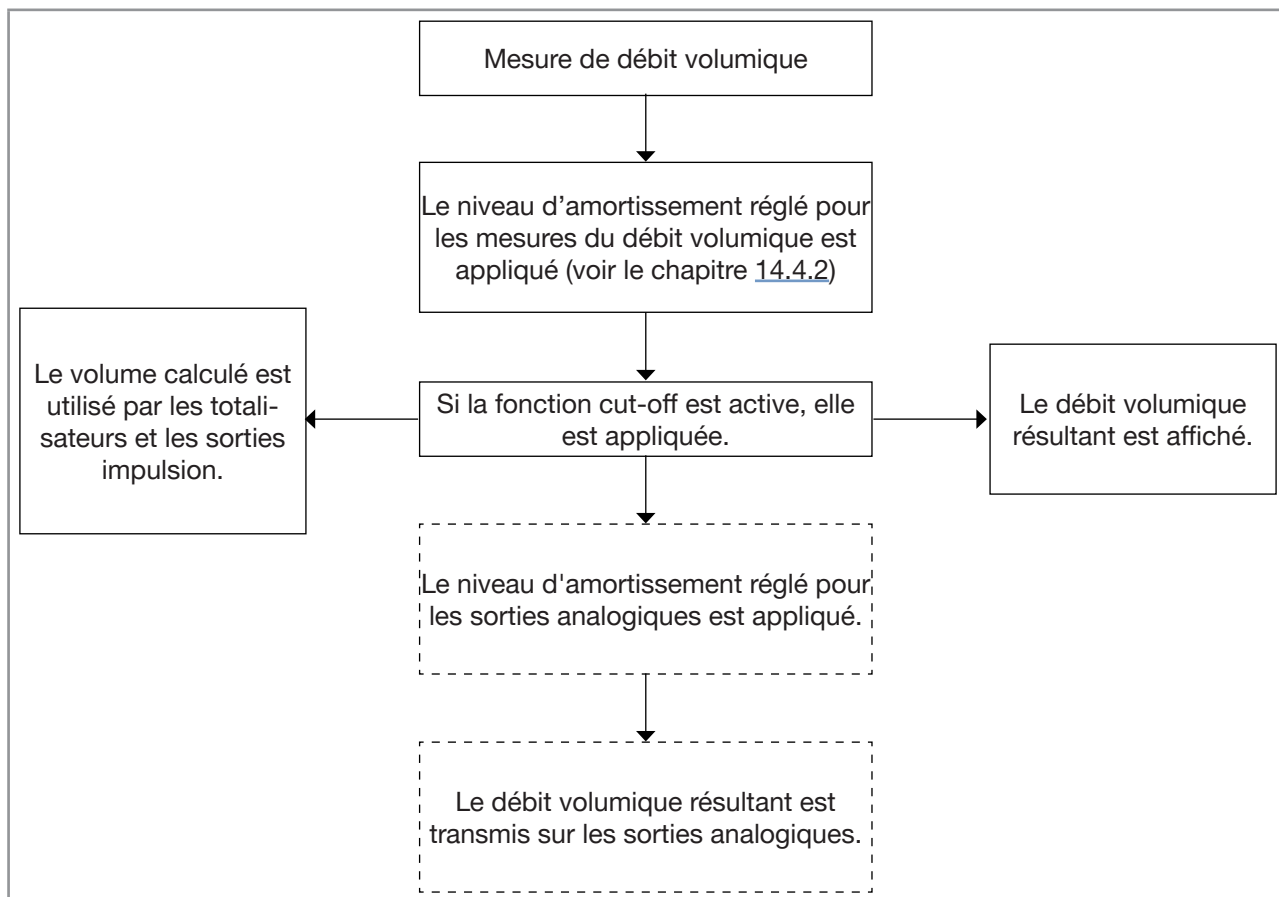 Mesure de débit volumique
Le niveau d’amortissement réglé pour
les mesures du débit volumique est
appliqué (voir le chapitre 14.4.2)
Le volume calculé est
utilisé par les totali-
sateurs et les sorties
impulsion.
Si la fonction cut-off est active, elle
est appliquée.
Le débit volumique
résultant est affiché.
Le niveau d'amortissement réglé pour
les sorties analogiques est appliqué.
Le débit volumique résultant est
transmis sur les sorties analogiques.